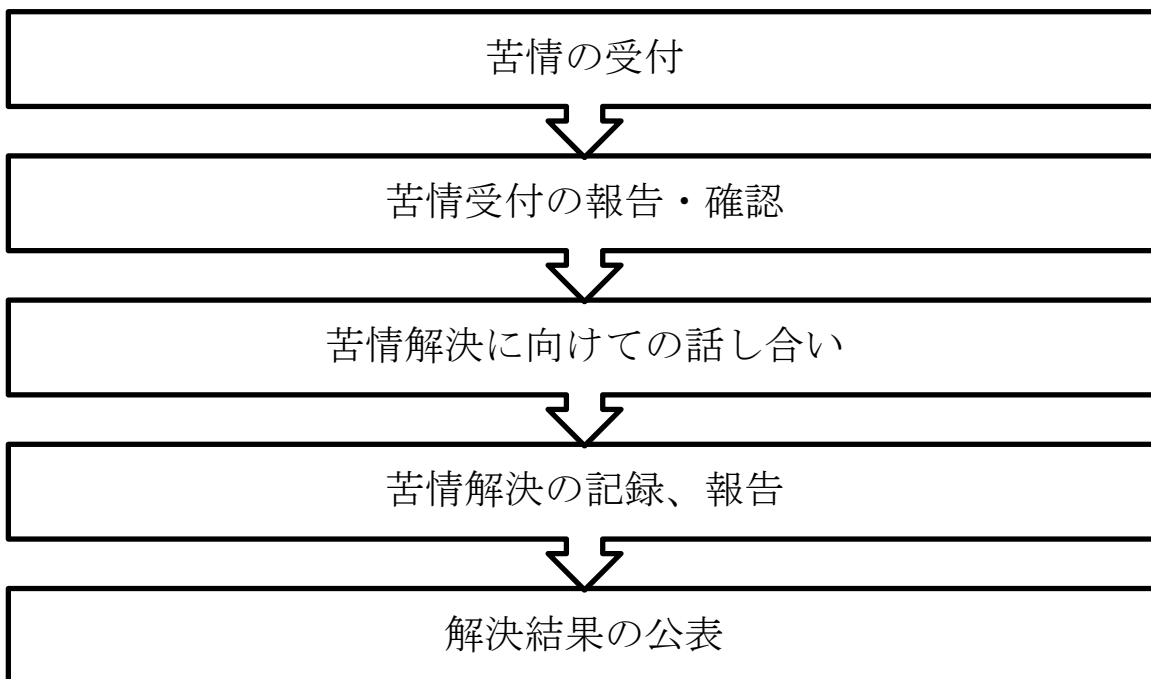 苦情の受付
苦情受付の報告・確認
苦情解決に向けての話し合い
苦情解決の記録、報告
解決結果の公表